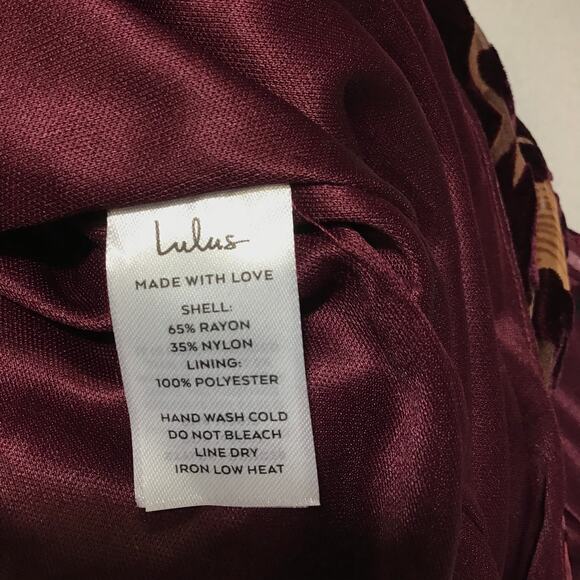 Lulus
MADE WITH LOVE
SHELL:
65% RAYON
35% NYLON
LINING:
100% POLYESTER
HAND WASH COLD
DO NOT BLEACH
LINE DRY
IRON LOW HEAT